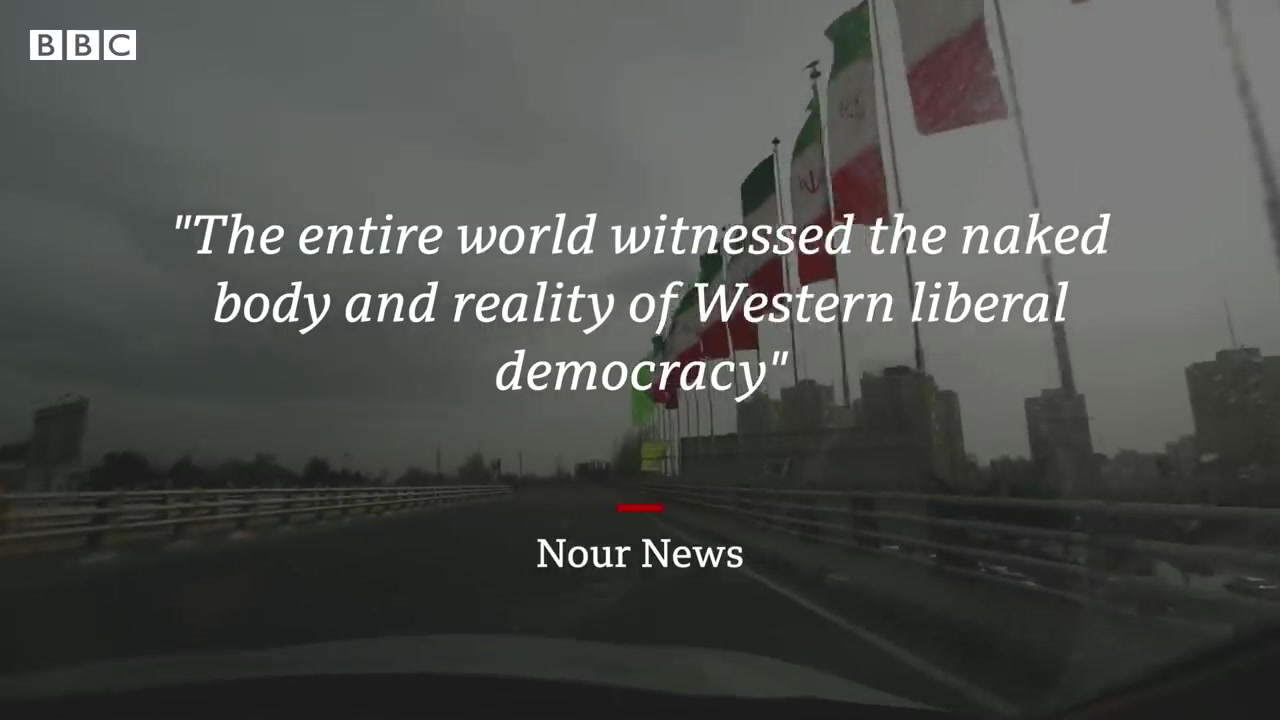 BBC
"The entire world witnessed the naked
body and reality of Western liberal
democracy"
Nour News